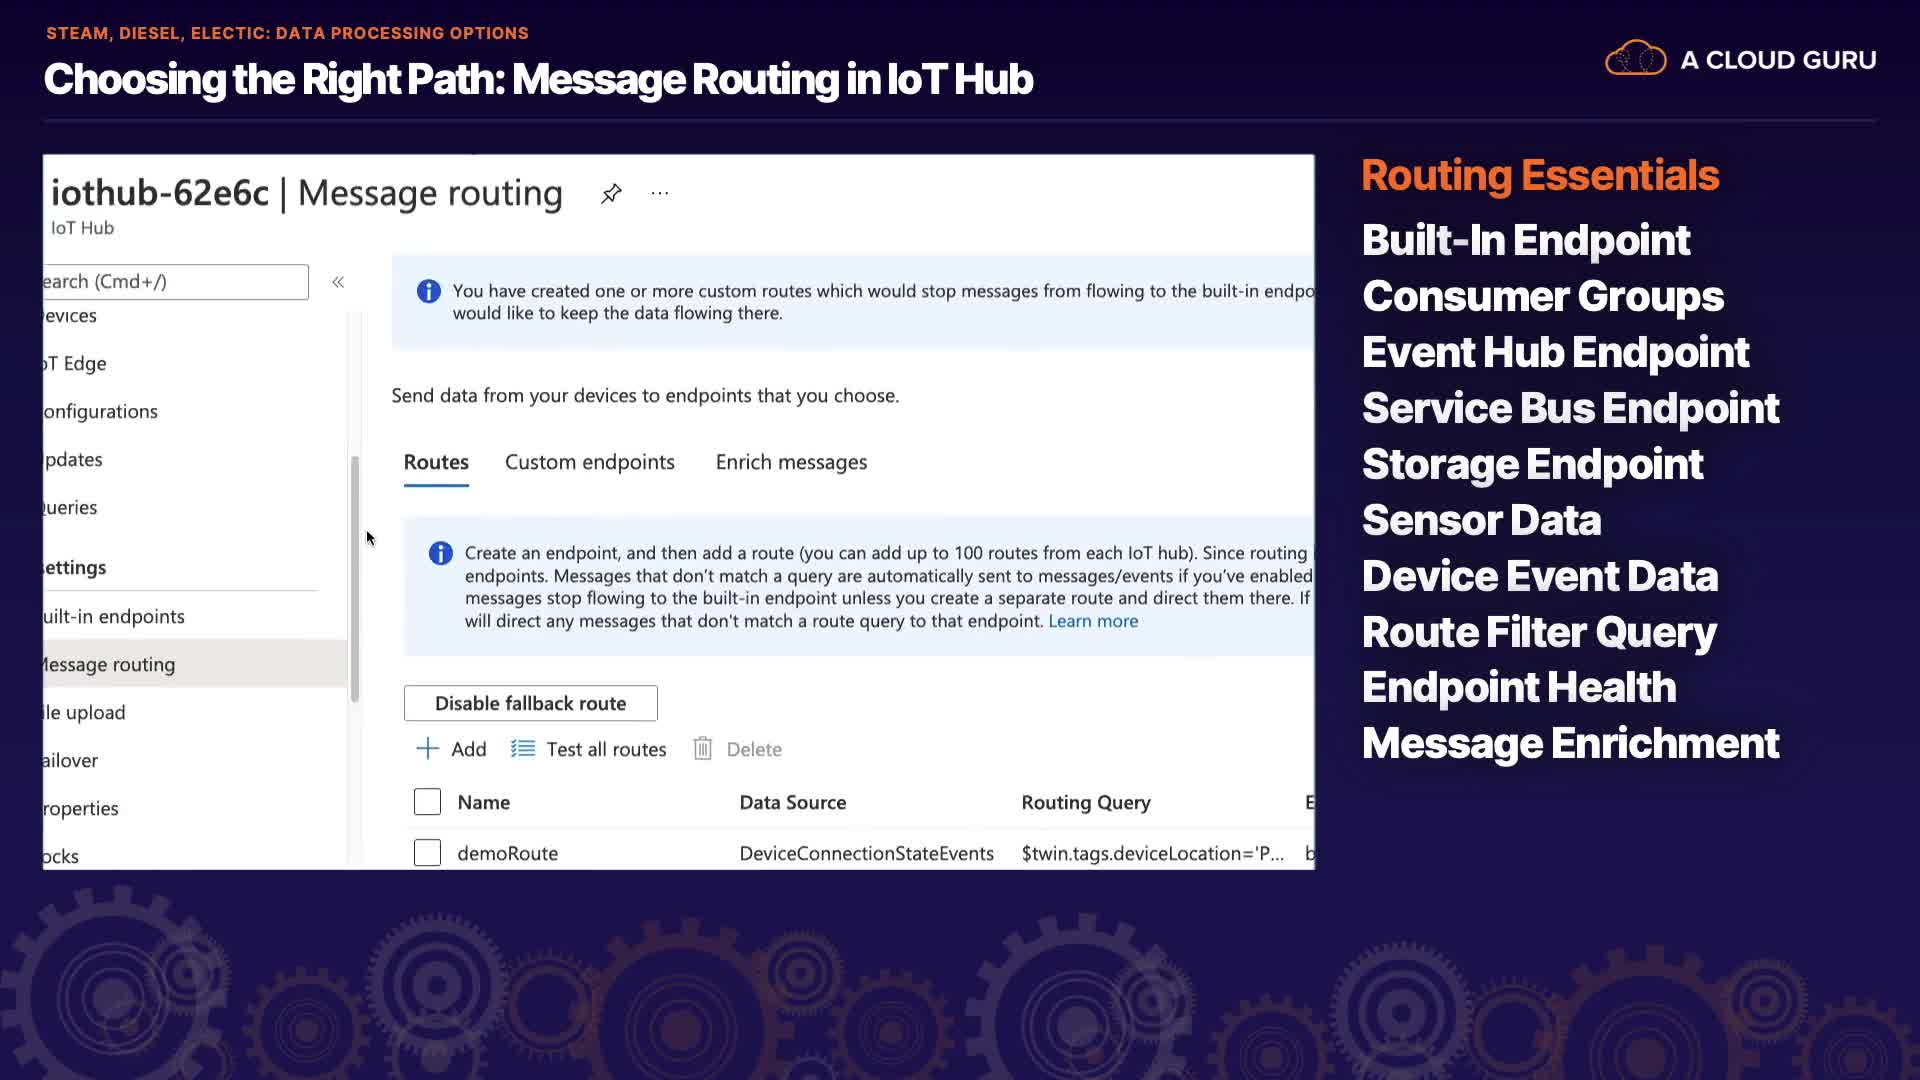 STEAM, DIESEL, ELECTIC: DATA PROCESSING OPTIONS
Choosing the Right Path: Message Routing in IoT Hub
A CLOUD GURU
iothub-62e6c | Message routing
IoT Hub
earch (Cmd+/)
evices
oT Edge
onfigurations
pdates
ueries
ettings
uilt-in endpoints
Message routing
ile upload
ailover
roperties
ocks
You have created one or more custom routes which would stop messages from flowing to the built-in endpo
would like to keep the data flowing there.
Send data from your devices to endpoints that you choose.
Routes Custom endpoints Enrich messages
Create an endpoint, and then add a route (you can add up to 100 routes from each IoT hub). Since routing
endpoints. Messages that don't match a query are automatically sent to messages/events if you've enabled
messages stop flowing to the built-in endpoint unless you create a separate route and direct them there. If
will direct any messages that don't match a route query to that endpoint. Learn more
Disable fallback route
Add Test all routes Delete
Name Data Source Routing Query E
demoRoute DeviceConnectionStateEvents $twin.tags.deviceLocation='P... b
Routing Essentials
Built-In Endpoint
Consumer Groups
Event Hub Endpoint
Service Bus Endpoint
Storage Endpoint
Sensor Data
Device Event Data
Route Filter Query
Endpoint Health
Message Enrichment